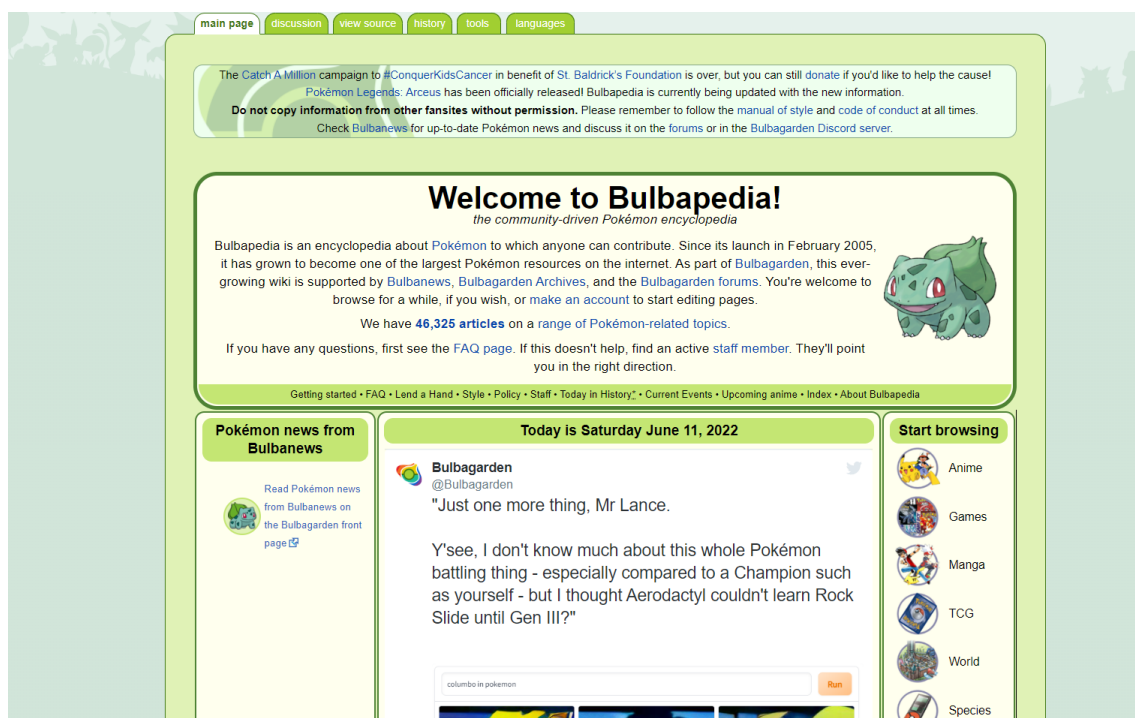 main page
discussion
view source
history
tools
languages
The Catch A Million campaign to #ConquerKidsCancer in benefit of St. Baldrick's Foundation is over, but you can still donate if you'd like to help the cause!
Pokémon Legends: Arceus has been officially released! Bulbapedia is currently being updated with the new information.
Do not copy information from other fansites without permission. Please remember to follow the manual of style and code of conduct at all times.
Check Bulbanews for up-to-date Pokémon news and discuss it on the forums or in the Bulbagarden Discord server.
Welcome to Bulbapedia!
the community-driven Pokémon encyclopedia
Bulbapedia is an encyclopedia about Pokémon to which anyone can contribute. Since its launch in February 2005,
it has grown to become one of the largest Pokémon resources on the internet. As part of Bulbagarden, this ever-
growing wiki is supported by Bulbanews, Bulbagarden Archives, and the Bulbagarden forums. You're welcome to
browse for a while, if you wish, or make an account to start editing pages.
We have 46,325 articles on a range of Pokémon-related topics.
If you have any questions, first see the FAQ page. If this doesn't help, find an active staff member. They'll point
you in the right direction.
Getting started • FAQ • Lend a Hand • Style • Policy • Staff • Today in History* • Current Events • Upcoming anime • Index • About Bulbapedia
Pokémon news from
Bulbanews
Read Pokémon news
from Bulbanews on
the Bulbagarden front
page
Today is Saturday June 11, 2022
Bulbagarden
@Bulbagarden
"Just one more thing, Mr Lance.
Y'see, I don't know much about this whole Pokémon
battling thing - especially compared to a Champion such
as yourself - but I thought Aerodactyl couldn't learn Rock
Slide until Gen III?"
columbo in pokemon
Run
Start browsing
Anime
Games
Manga
TCG
World
Species